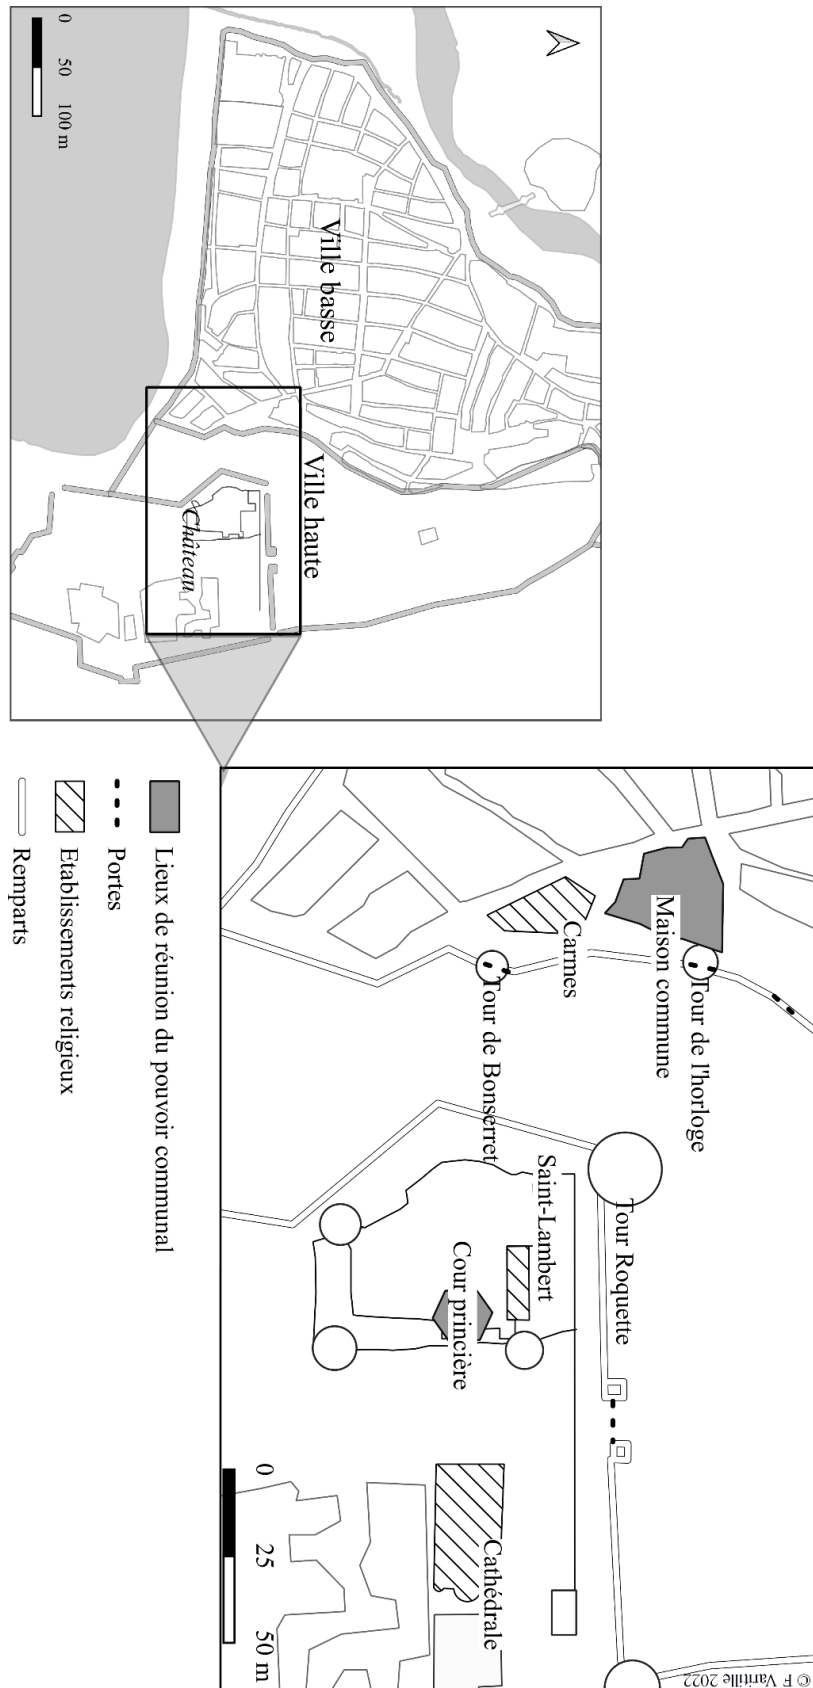 0 50 100 m
Ville basse
Ville haute
Château
Maison commune
Tour de l'horloge
Carmes
Tour de Bonserret
Saint-Lambert
Tour Roquette
Cour princière
Cathédrale
0 25 50 m
Lieux de réunion du pouvoir communal
Portes
Etablissements religieux
Remparts
© F Varitille 2022